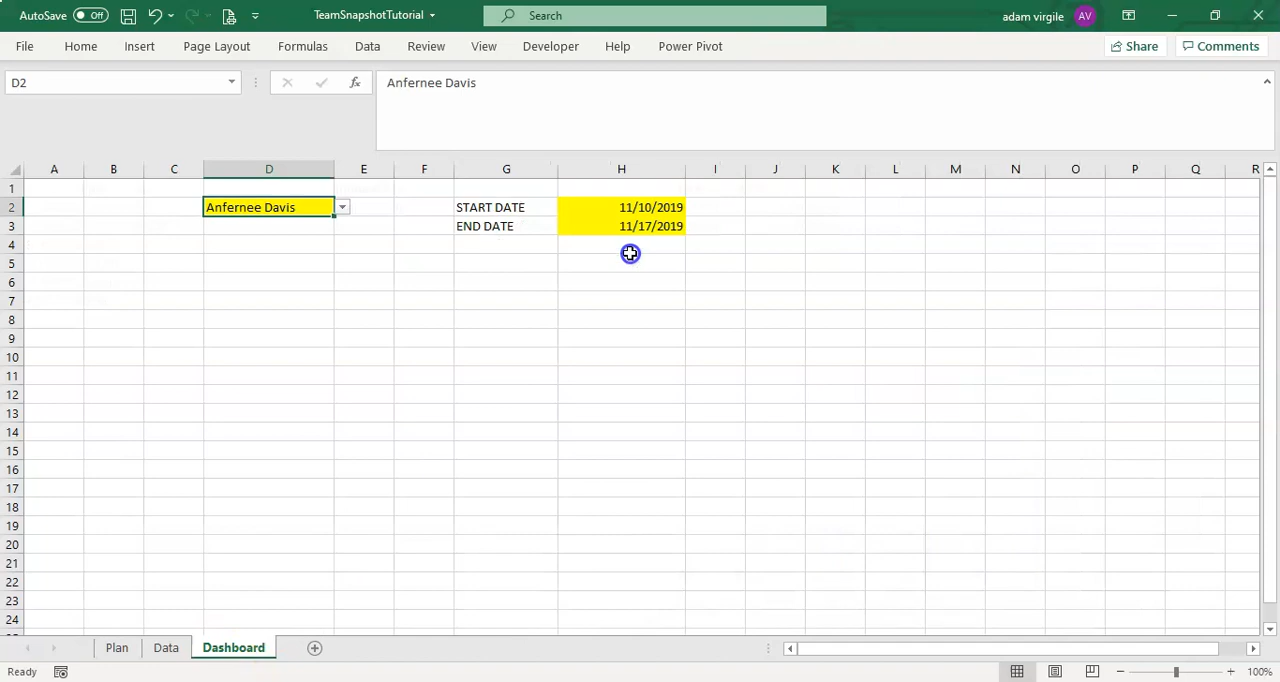 AutoSave Off TeamSnapshotTutorial Search adam virgile AV
File Home Insert Page Layout Formulas Data Review View Developer Help Power Pivot Share Comments
D2 fx Anfernee Davis
A B C D E F G H I J K L M N O P Q R
1
2 Anfernee Davis START DATE 11/10/2019
3 END DATE 11/17/2019
4
5
6
7
8
9
10
11
12
13
14
15
16
17
18
19
20
21
22
23
24
Plan Data Dashboard
Ready 100%